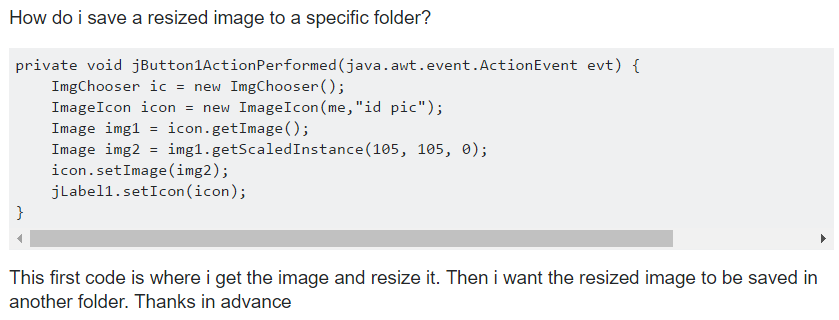 How do i save a resized image to a specific folder?
private void jButton1ActionPerformed(java.awt.event.ActionEvent evt) {
    ImgChooser ic = new ImgChooser();
    ImageIcon icon = new ImageIcon(me,"id pic");
    Image img1 = icon.getImage();
    Image img2 = img1.getScaledInstance(105, 105, 0);
    icon.setImage(img2);
    jLabel1.setIcon(icon);
}
This first code is where i get the image and resize it. Then i want the resized image to be saved in
another folder. Thanks in advance